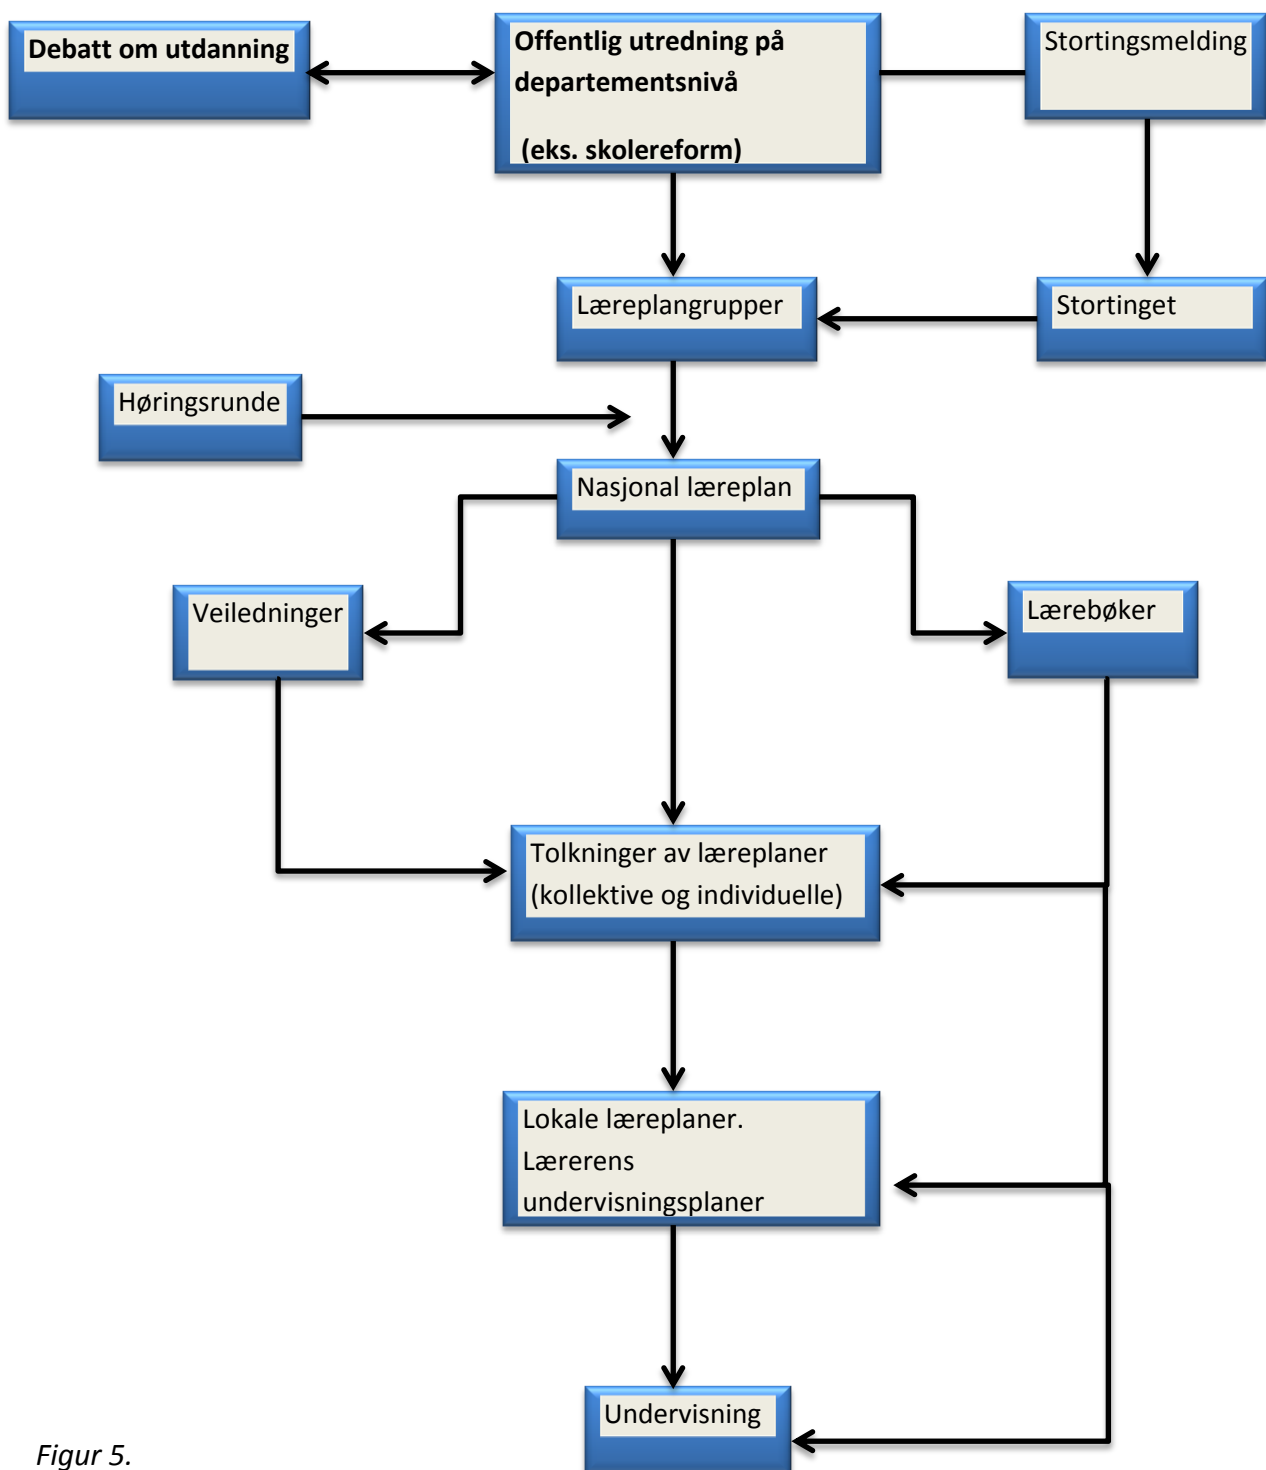 Debatt om utdanning
Offentlig utredning på
departementsnivå
(eks. skolereform)
Stortingsmelding
Læreplangrupper
Stortinget
Høringsrunde
Nasjonal læreplan
Veiledninger
Lærebøker
Tolkninger av læreplaner
(kollektive og individuelle)
Lokale læreplaner.
Lærerens
undervisningsplaner
Undervisning
Figur 5.